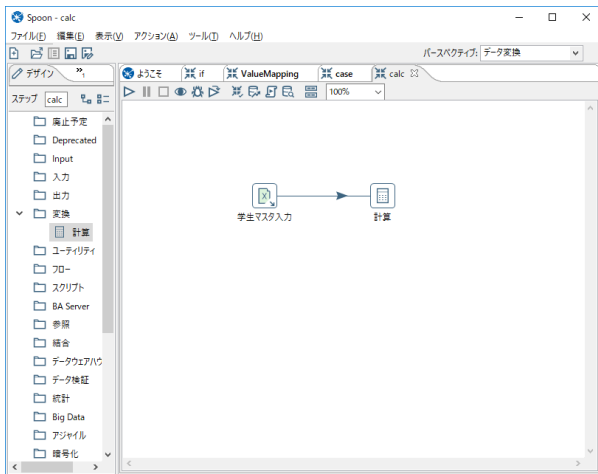 Spoon - calc
ファイル(F) 編集(E) 表示(V) アクション(A) ツール(T) ヘルプ(H)
パースペクティブ: データ変換
デザイン »1
ようこそ if ValueMapping case calc
ステップ calc
100%
廃止予定
Deprecated
Input
入力
出力
変換
計算
ユーティリティ
フロー
スクリプト
BA Server
参照
結合
データウェアハウ
データ検証
統計
Big Data
アジャイル
暗号化
学生マスタ入力 計算